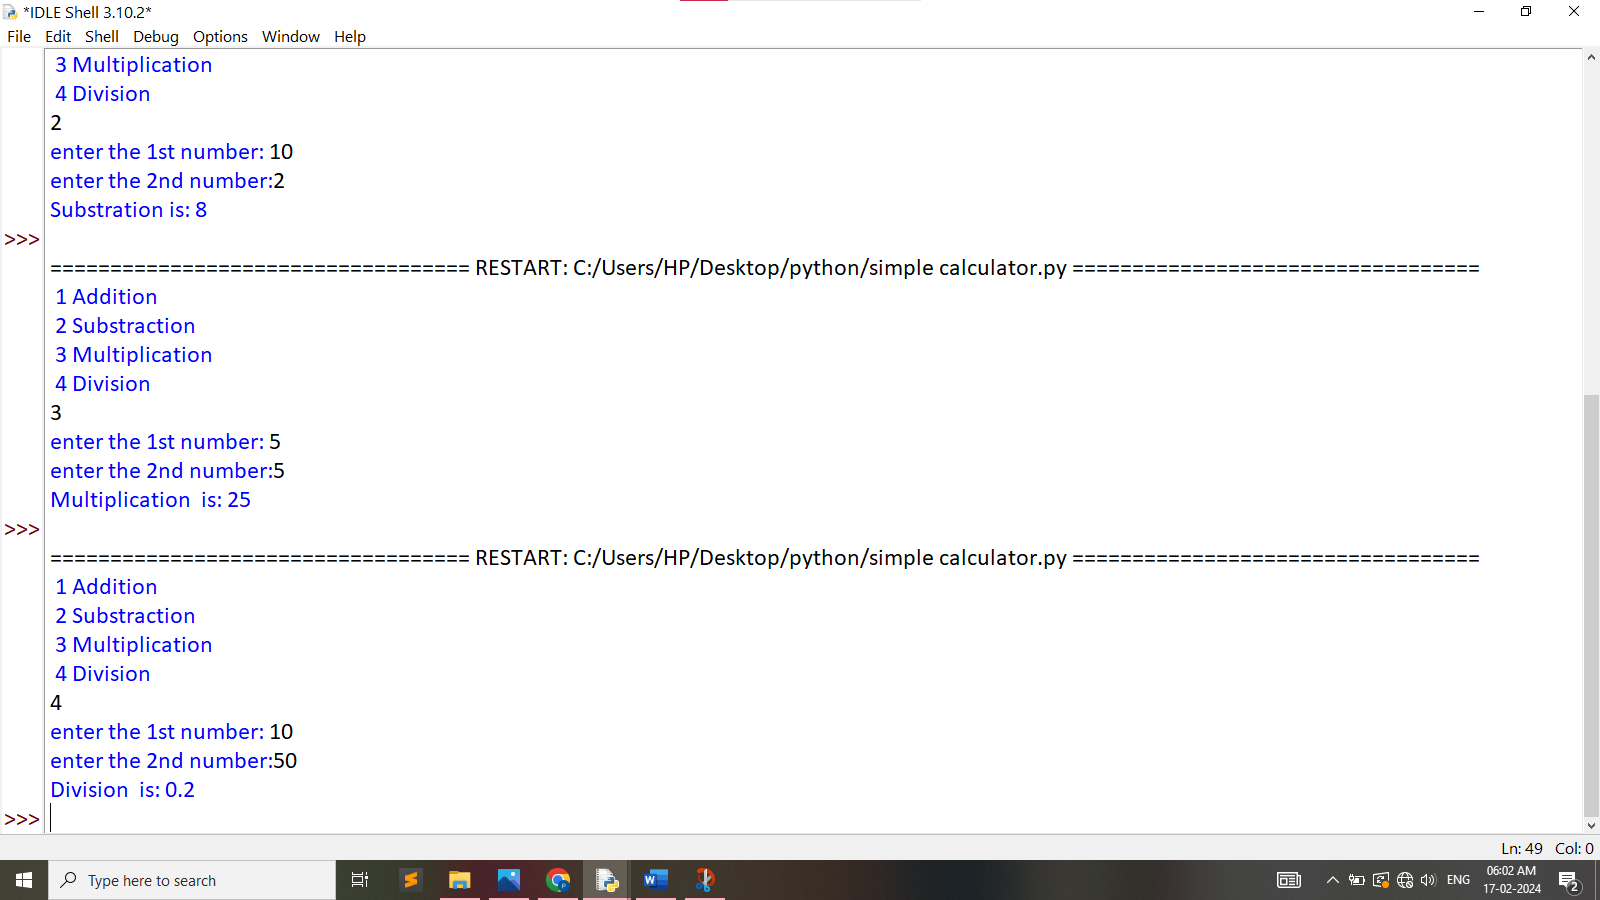 *IDLE Shell 3.10.2*
File Edit Shell Debug Options Window Help
3 Multiplication
4 Division
2
enter the 1st number: 10
enter the 2nd number:2
Substration is: 8
>>>
=================================== RESTART: C:/Users/HP/Desktop/python/simple calculator.py ==================================
1 Addition
2 Substraction
3 Multiplication
4 Division
3
enter the 1st number: 5
enter the 2nd number:5
Multiplication  is: 25
>>>
=================================== RESTART: C:/Users/HP/Desktop/python/simple calculator.py ==================================
1 Addition
2 Substraction
3 Multiplication
4 Division
4
enter the 1st number: 10
enter the 2nd number:50
Division  is: 0.2
>>>
Ln: 49 Col: 0
Type here to search
ENG
06:02 AM
17-02-2024
2